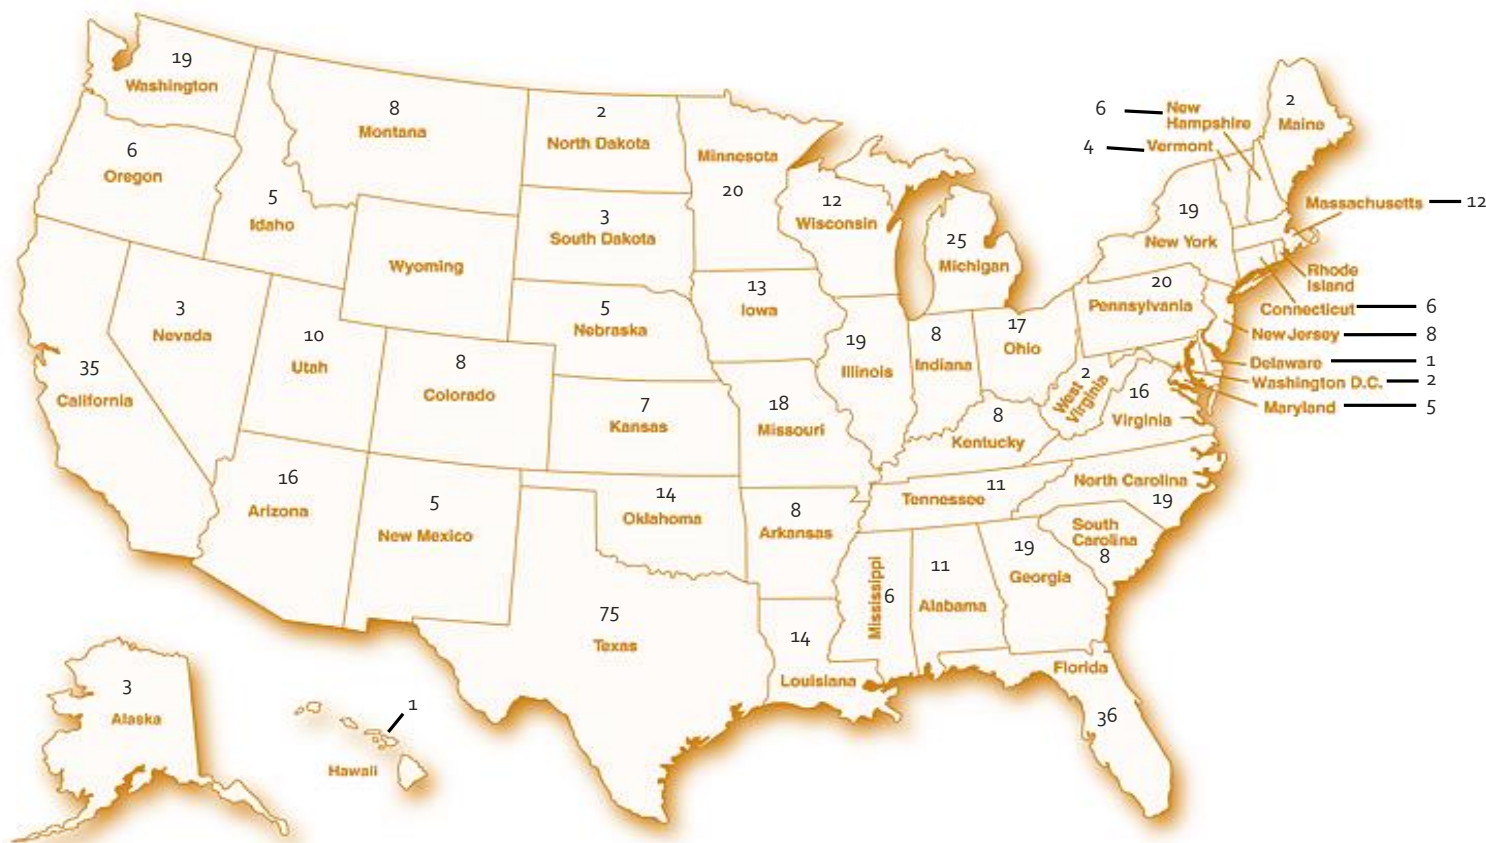 19
Washington
8
Montana
2
North Dakota
Minnesota
20
6
Oregon
5
Idaho
3
South Dakota
12
Wisconsin
25
Michigan
6
New
Hampshire
4
Vermont
2
Maine
19
New York
Massachusetts
12
Wyoming
Rhode
Island
20
Pennsylvania
Connecticut
6
New Jersey
8
Delaware
1
Washington D.C.
2
Maryland
5
3
Nevada
10
Utah
5
Nebraska
13
Iowa
19
Illinois
8
Indiana
17
Ohio
35
California
8
Colorado
7
Kansas
18
Missouri
8
Kentucky
2
West
Virginia
16
Virginia
16
Arizona
5
New Mexico
14
Oklahoma
8
Arkansas
11
Tennessee
North Carolina
19
South
Carolina
8
75
Texas
14
Louisiana
Mississippi
6
11
Alabama
19
Georgia
Florida
36
3
Alaska
1
Hawaii